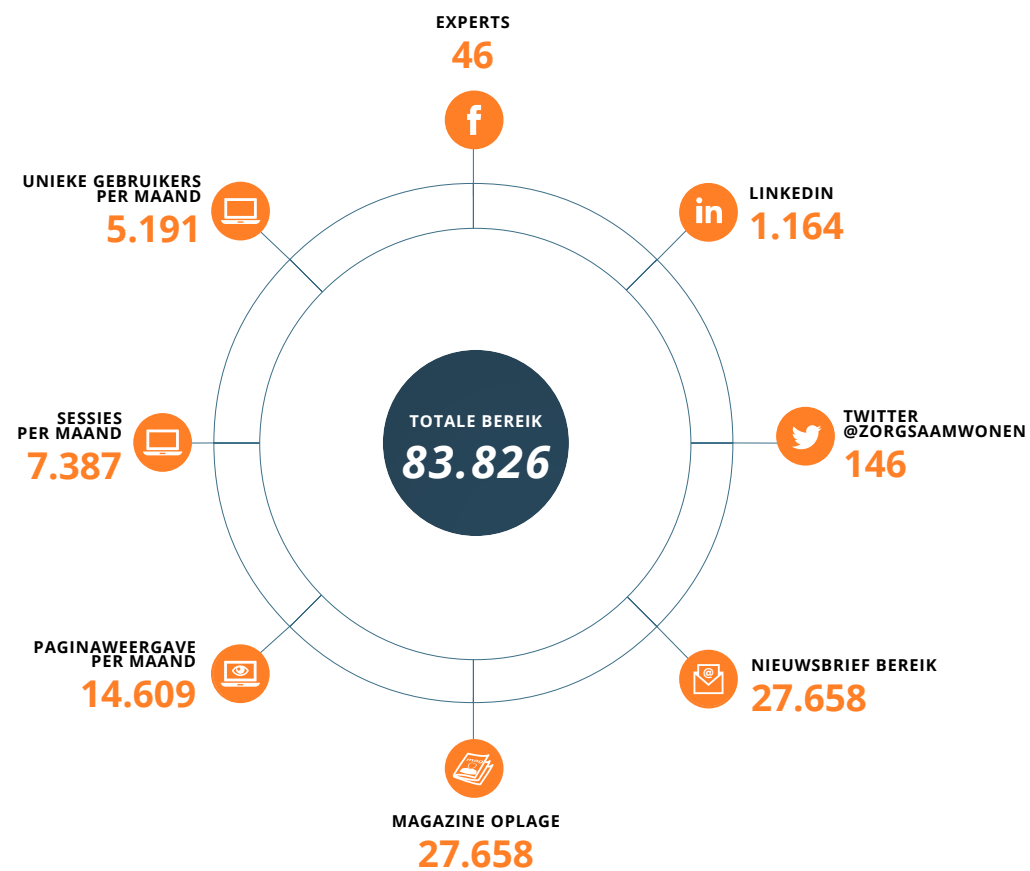 EXPERTS
46
UNIEKE GEBRUIKERS
PER MAAND
5.191
LINKEDIN
1.164
SESSIES
PER MAAND
7.387
TOTALE BEREIK
83.826
TWITTER
@ZORGSAAMWONEN
146
PAGINAWEERGAVE
PER MAAND
14.609
NIEUWSBRIEF BEREIK
27.658
MAGAZINE OPLAGE
27.658